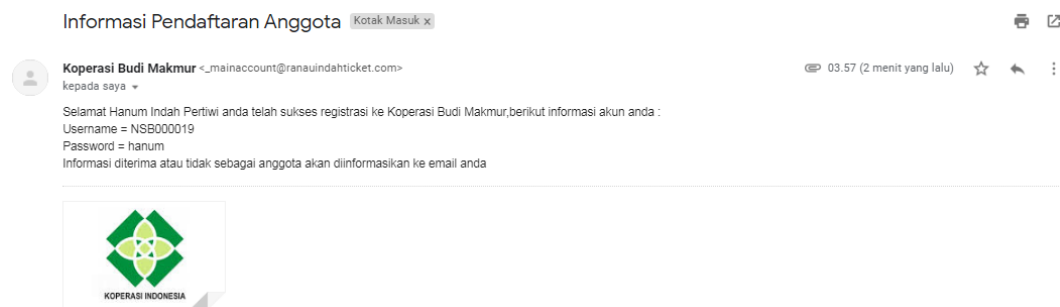 Informasi Pendaftaran Anggota Kotak Masuk x
Koperasi Budi Makmur <_mainaccount@ranauindahticket.com> 03.57 (2 menit yang lalu)
kepada saya
Selamat Hanum Indah Pertiwi anda telah sukses registrasi ke Koperasi Budi Makmur,berikut informasi akun anda :
Username = NSB000019
Password = hanum
Informasi diterima atau tidak sebagai anggota akan diinformasikan ke email anda
KOPERASI INDONESIA